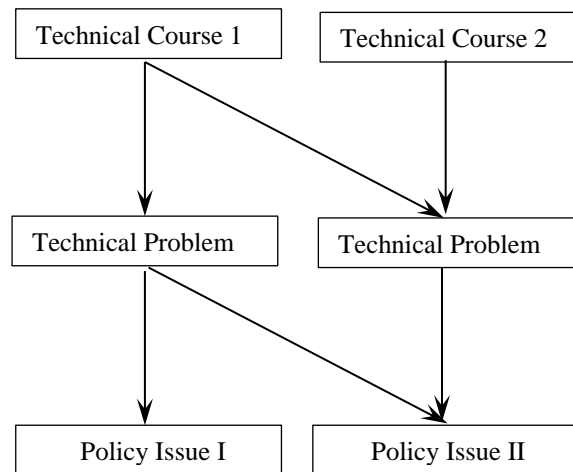 Technical Course 1
Technical Course 2
Technical Problem
Technical Problem
Policy Issue I
Policy Issue II